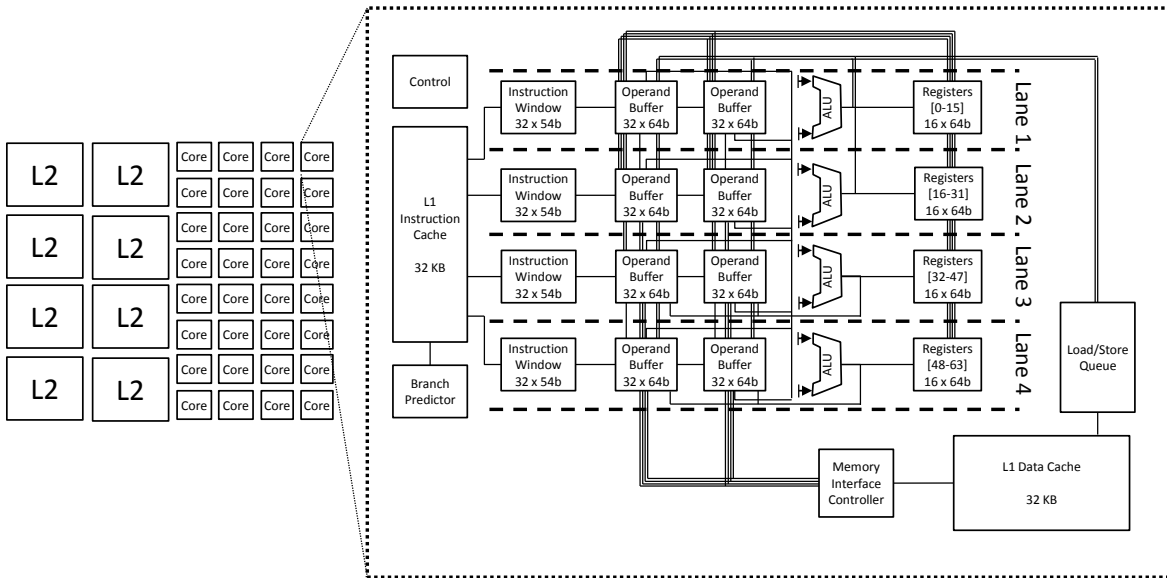 L2
L2
Core
Core
Core
Core
Core
Core
Core
Core
L2
L2
Core
Core
Core
Core
Core
Core
Core
Core
L2
L2
Core
Core
Core
Core
Core
Core
Core
Core
L2
L2
Core
Core
Core
Core
Core
Core
Core
Core
Control
L1
Instruction
Cache
32 KB
Branch
Predictor
Instruction
Window
32 x 54b
Operand
Buffer
32 x 64b
Operand
Buffer
32 x 64b
ALU
Registers
[0-15]
16 x 64b
Lane 1
Instruction
Window
32 x 54b
Operand
Buffer
32 x 64b
Operand
Buffer
32 x 64b
ALU
Registers
[16-31]
16 x 64b
Lane 2
Instruction
Window
32 x 54b
Operand
Buffer
32 x 64b
Operand
Buffer
32 x 64b
ALU
Registers
[32-47]
16 x 64b
Lane 3
Instruction
Window
32 x 54b
Operand
Buffer
32 x 64b
Operand
Buffer
32 x 64b
ALU
Registers
[48-63]
16 x 64b
Lane 4
Load/Store
Queue
Memory
Interface
Controller
L1 Data Cache
32 KB